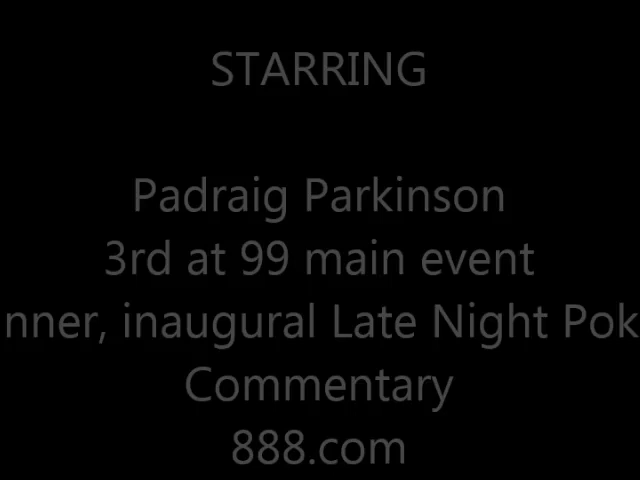 STARRING
Padraig Parkinson
3rd at 99 main event
nner, inaugural Late Night Pok
Commentary
888.com